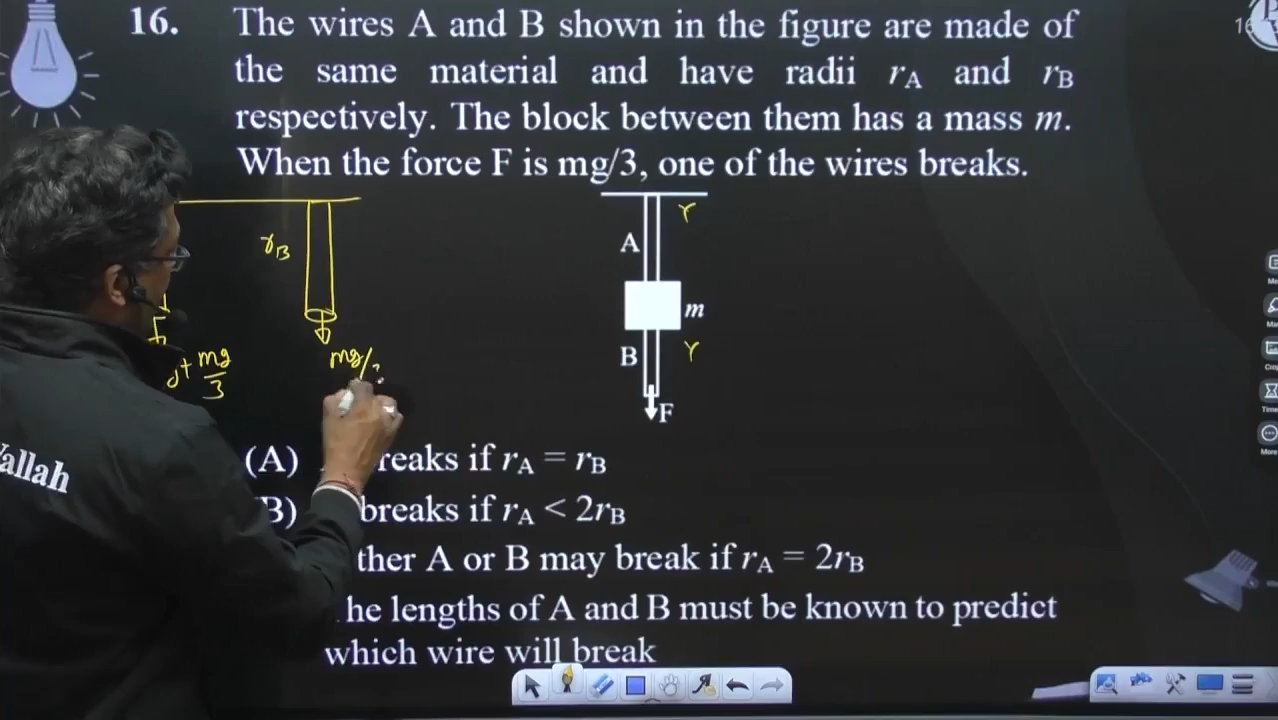 16.
The wires A and B shown in the figure are made of
the same material and have radii rA and rB
respectively. The block between them has a mass m.
When the force F is mg/3, one of the wires breaks.
rB
mg/
+ mg/3
r
A
m
B
r
F
(A) reaks if rA = rB
B) breaks if rA < 2rB
ther A or B may break if rA = 2rB
he lengths of A and B must be known to predict
which wire will break
allah